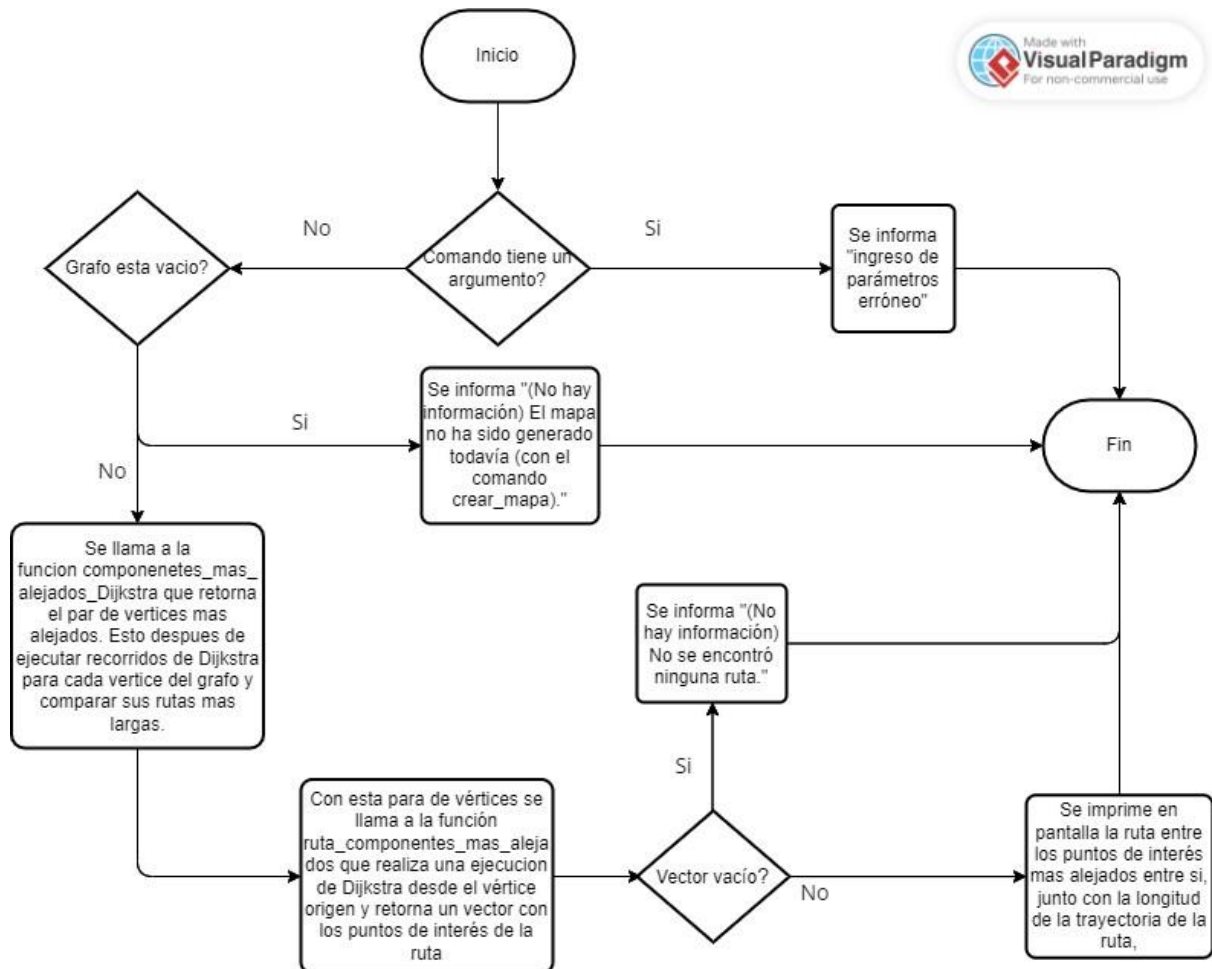 Inicio
Made with
Visual Paradigm
For non-commercial use
No
Si
Grafo esta vacio?
Comando tiene un
argumento?
Se informa
"ingreso de
parámetros
erróneo"
Si
Se informa "(No hay
información) El mapa
no ha sido generado
todavía (con el
comando
crear_mapa)."
Fin
No
Se llama a la
funcion componenetes_mas_
alejados_Dijkstra que retorna
el par de vertices mas
alejados. Esto despues de
ejecutar recorridos de Dijkstra
para cada vertice del grafo y
comparar sus rutas mas
largas.
Se informa "(No
hay información)
No se encontró
ninguna ruta."
Si
Con esta para de vértices se
llama a la función
ruta_componentes_mas_aleja
dos que realiza una ejecucion
de Dijkstra desde el vértice
origen y retorna un vector con
los puntos de interés de la
ruta
Vector vacío?
No
Se imprime en
pantalla la ruta entre
los puntos de interés
mas alejados entre si,
junto con la longitud
de la trayectoria de la
ruta,